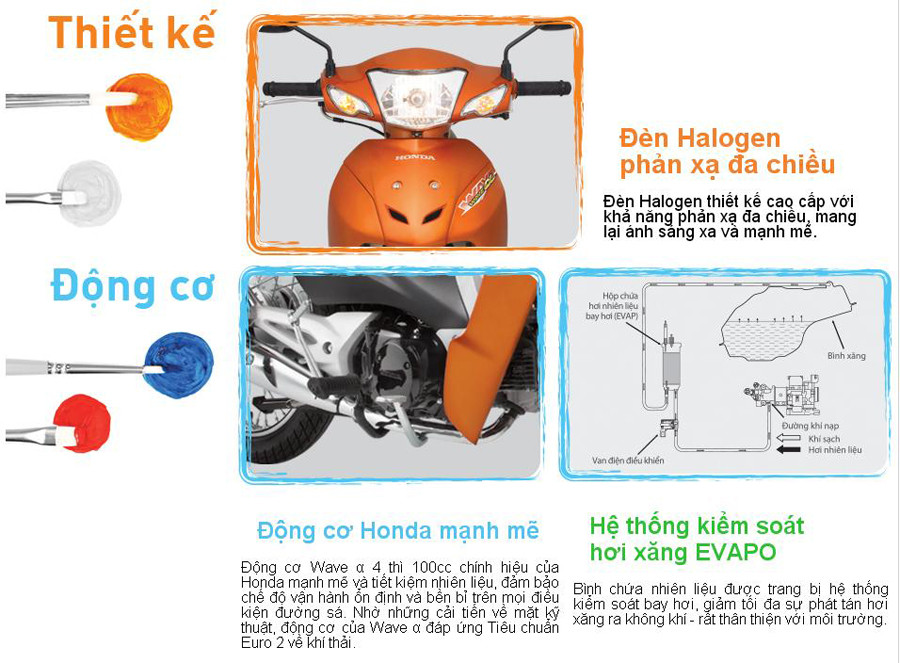 Thiết kế
HONDA
Đèn Halogen
phản xạ đa chiều
Đèn Halogen thiết kế cao cấp với
khả năng phản xạ đa chiều, mang
lại ánh sáng xa và mạnh mẽ.
Động cơ
Hộp chứa
hơi nhiên liệu
bay hơi (EVAP)
Bình xăng
Đường khí nạp
Khí sạch
Hơi nhiên liệu
Van điện điều khiển
Động cơ Honda mạnh mẽ
Động cơ Wave α 4 thì 100cc chính hiệu của
Honda mạnh mẽ và tiết kiệm nhiên liệu, đảm bảo
chế độ vận hành ổn định và bền bỉ trên mọi điều
kiện đường sá. Nhờ những cải tiến về mặt kỹ
thuật, động cơ của Wave α đáp ứng Tiêu chuẩn
Euro 2 về khí thải.
Hệ thống kiểm soát
hơi xăng EVAPO
Bình chứa nhiên liệu được trang bị hệ thống
kiểm soát bay hơi, giảm tối đa sự phát tán hơi
xăng ra không khí - rất thân thiện với môi trường.